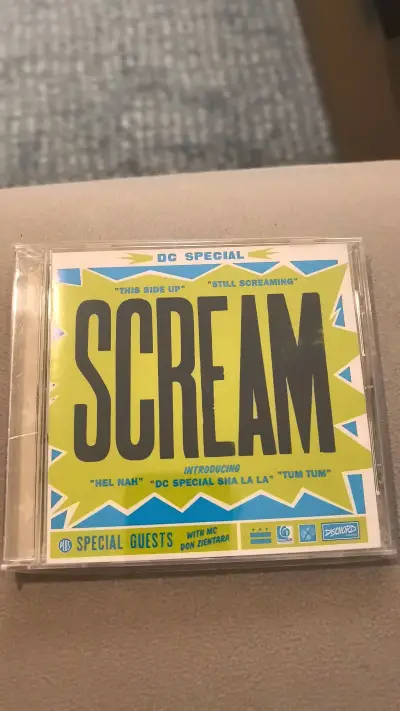 DC SPECIAL
"THIS SIDE UP" "STILL SCREAMING"
SCREAM
INTRODUCING
"HEL NAH" "DC SPECIAL SHA LA LA" "TUM TUM"
PLUS SPECIAL GUESTS WITH MC
DON ZIENTARA
DISCHORD